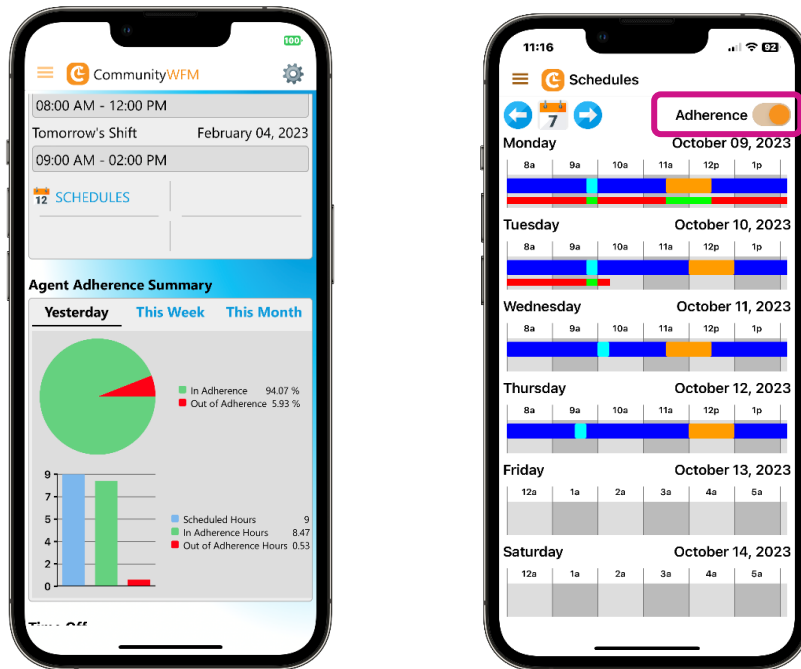 100
CommunityWFM
08:00 AM - 12:00 PM
Tomorrow's Shift February 04, 2023
09:00 AM - 02:00 PM
12 SCHEDULES
Agent Adherence Summary
Yesterday This Week This Month
In Adherence 94.07 %
Out of Adherence 5.93 %
9
7
5
4
2
0
Scheduled Hours 9
In Adherence Hours 8.47
Out of Adherence Hours 0.53
Time Off
11:16 92
Schedules
7 Adherence
Monday October 09, 2023
8a 9a 10a 11a 12p 1p
Tuesday October 10, 2023
8a 9a 10a 11a 12p 1p
Wednesday October 11, 2023
8a 9a 10a 11a 12p 1p
Thursday October 12, 2023
8a 9a 10a 11a 12p 1p
Friday October 13, 2023
12a 1a 2a 3a 4a 5a
Saturday October 14, 2023
12a 1a 2a 3a 4a 5a